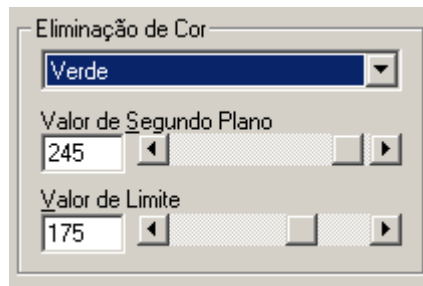 Eliminação de Cor
Verde
Valor de Segundo Plano
245
Valor de Limite
175